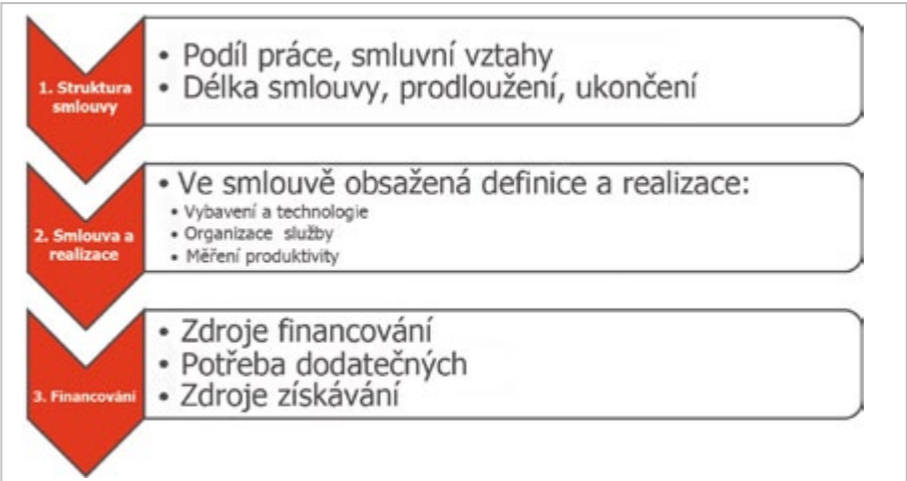 1. Struktura
smlouvy
• Podíl práce, smluvní vztahy
• Délka smlouvy, prodloužení, ukončení
2. Smlouva a
realizace
• Ve smlouvě obsažená definice a realizace:
• Vybavení a technologie
• Organizace služby
• Měření produktivity
3. Financování
• Zdroje financování
• Potřeba dodatečných
• Zdroje získávání